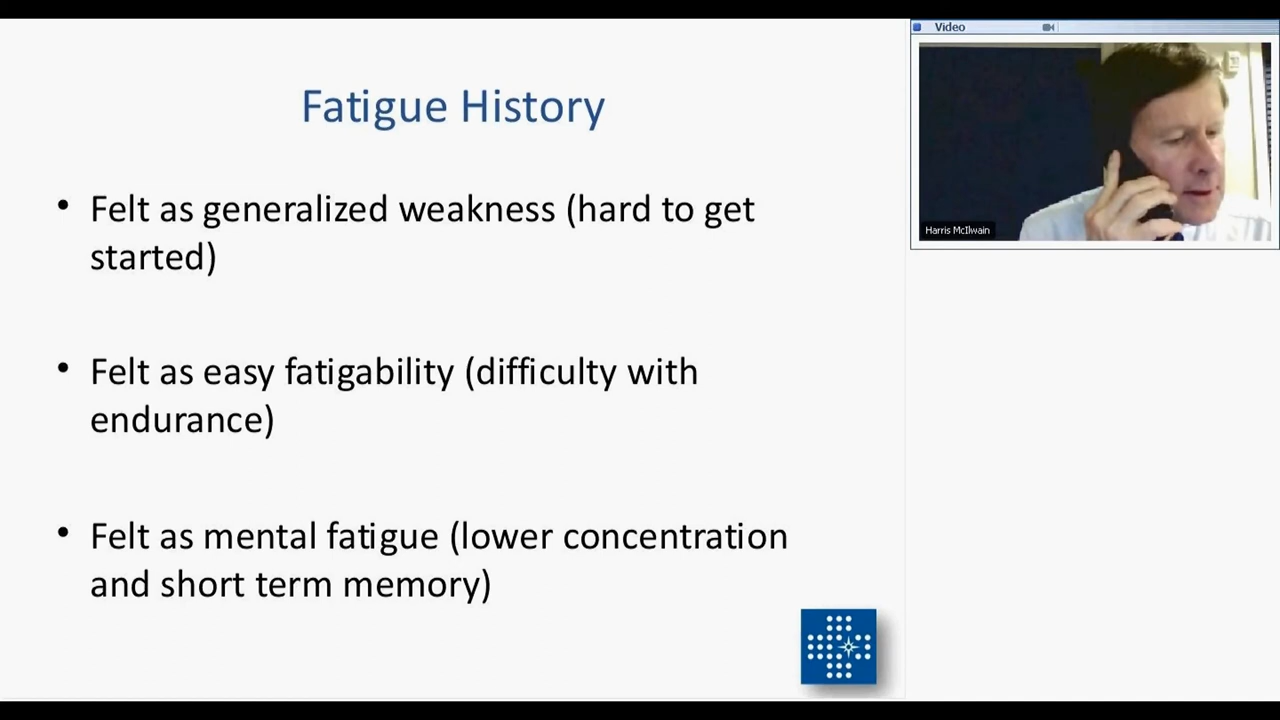 Video
Harris McIlwain
Fatigue History
• Felt as generalized weakness (hard to get
started)
• Felt as easy fatigability (difficulty with
endurance)
• Felt as mental fatigue (lower concentration
and short term memory)